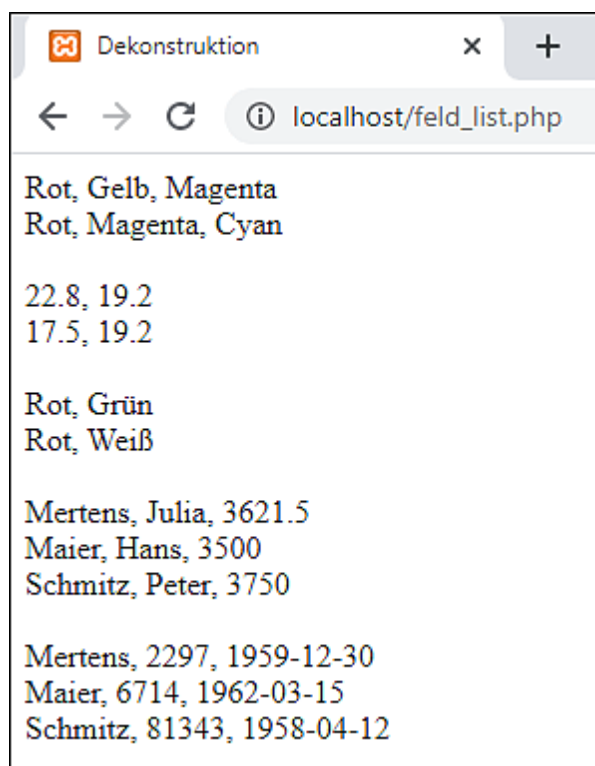 Dekonstruktion
localhost/feld_list.php
Rot, Gelb, Magenta
Rot, Magenta, Cyan
22.8, 19.2
17.5, 19.2
Rot, Grün
Rot, Weiß
Mertens, Julia, 3621.5
Maier, Hans, 3500
Schmitz, Peter, 3750
Mertens, 2297, 1959-12-30
Maier, 6714, 1962-03-15
Schmitz, 81343, 1958-04-12